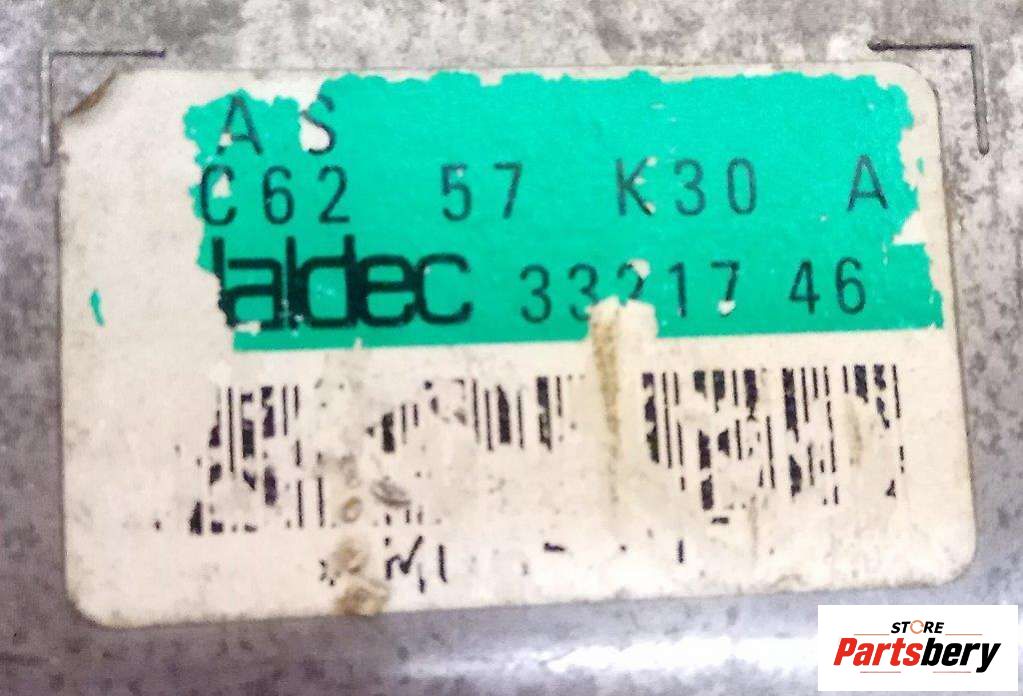 AS
C62 57 K30 A
aldec 33217 46
STORE
Partsbery